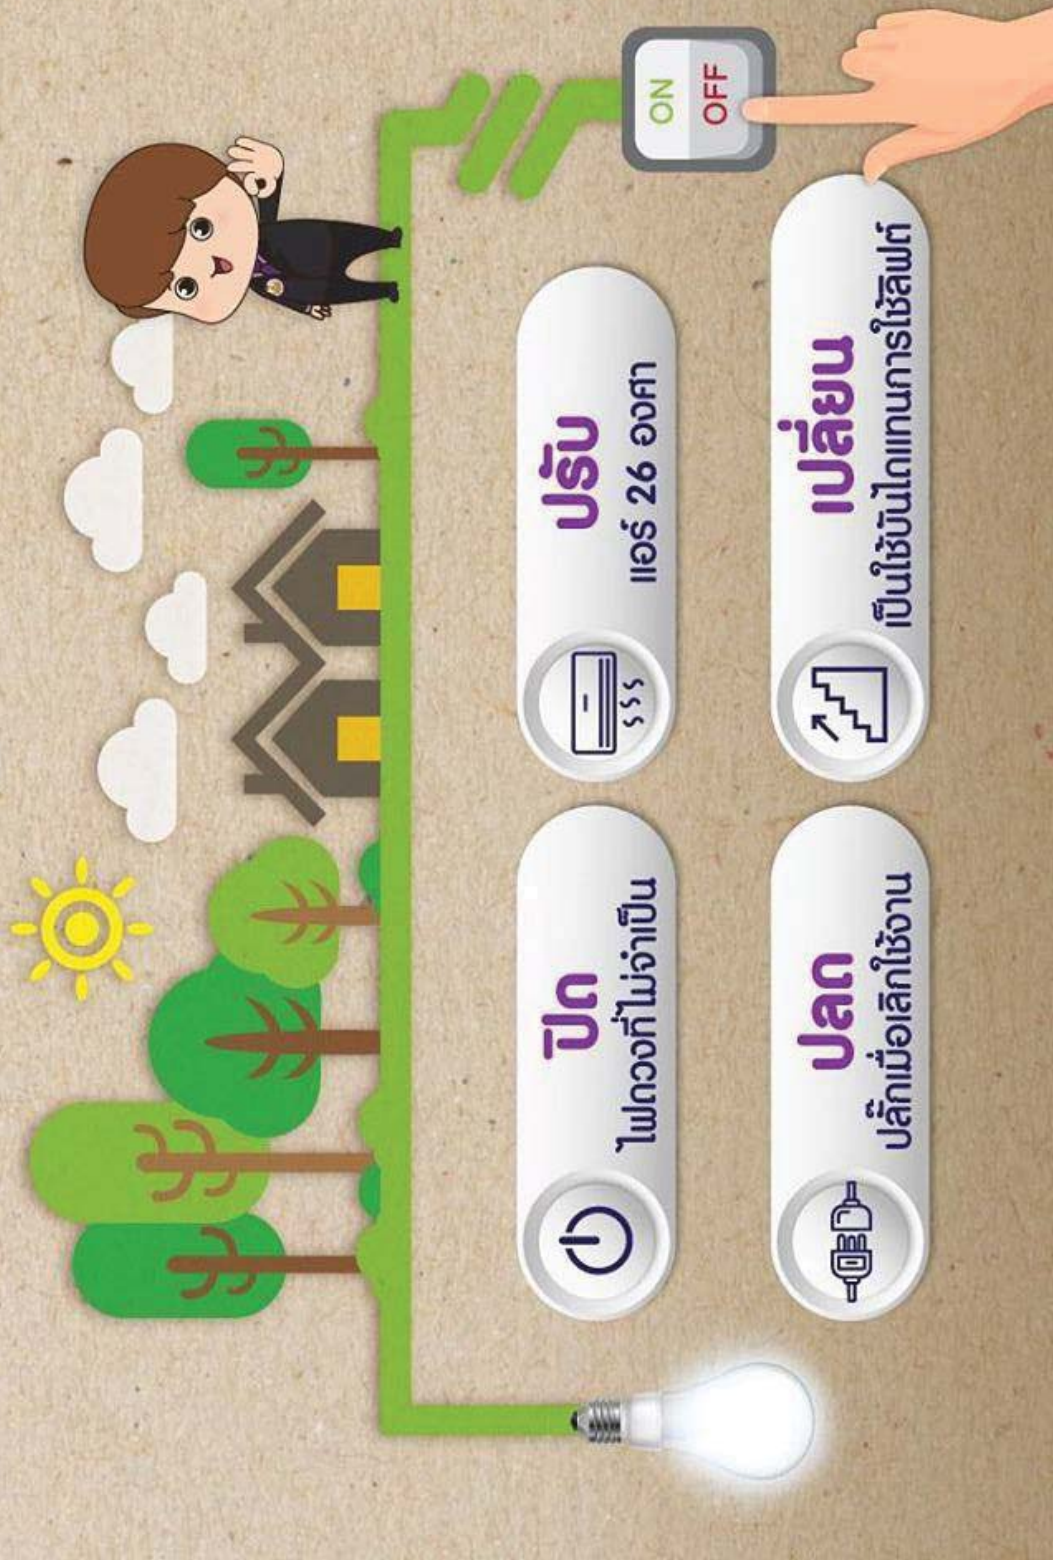 ON
OFF
ปิด
ไฟดวงที่ไม่จำเป็น
ปรับ
แอร์ 26 องศา
ปลด
ปลั๊กเมื่อเลิกใช้งาน
เปลี่ยน
เป็นใช้บันไดแทนการใช้ลิฟต์